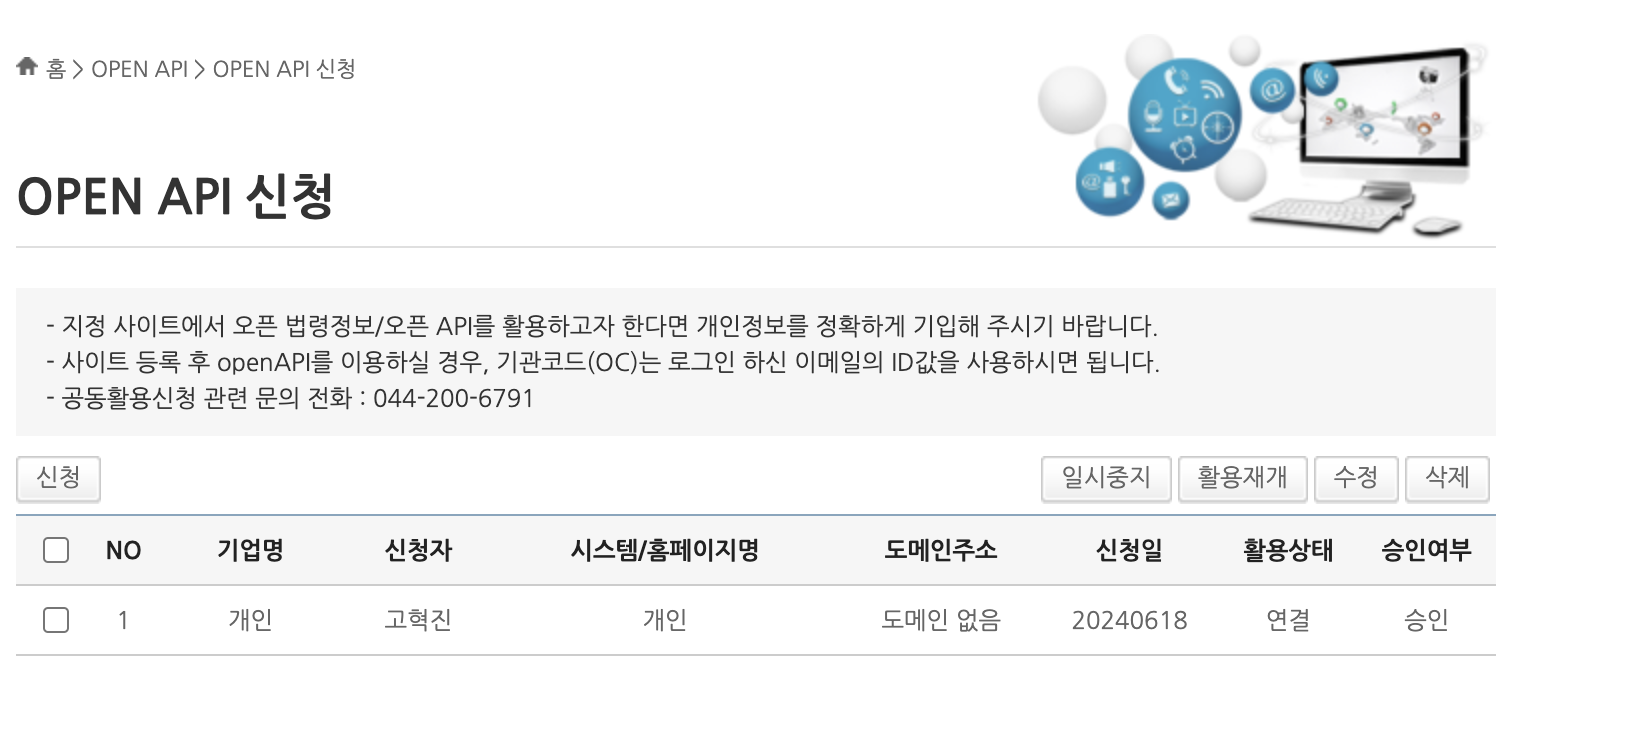 홈 > OPEN API > OPEN API 신청
OPEN API 신청
- 지정 사이트에서 오픈 법령정보/오픈 API를 활용하고자 한다면 개인정보를 정확하게 기입해 주시기 바랍니다.
- 사이트 등록 후 openAPI를 이용하실 경우, 기관코드(OC)는 로그인 하신 이메일의 ID값을 사용하시면 됩니다.
- 공동활용신청 관련 문의 전화 : 044-200-6791
신청 일시중지 활용재개 수정 삭제
NO 기업명 신청자 시스템/홈페이지명 도메인주소 신청일 활용상태 승인여부
1 개인 고혁진 개인 도메인 없음 20240618 연결 승인